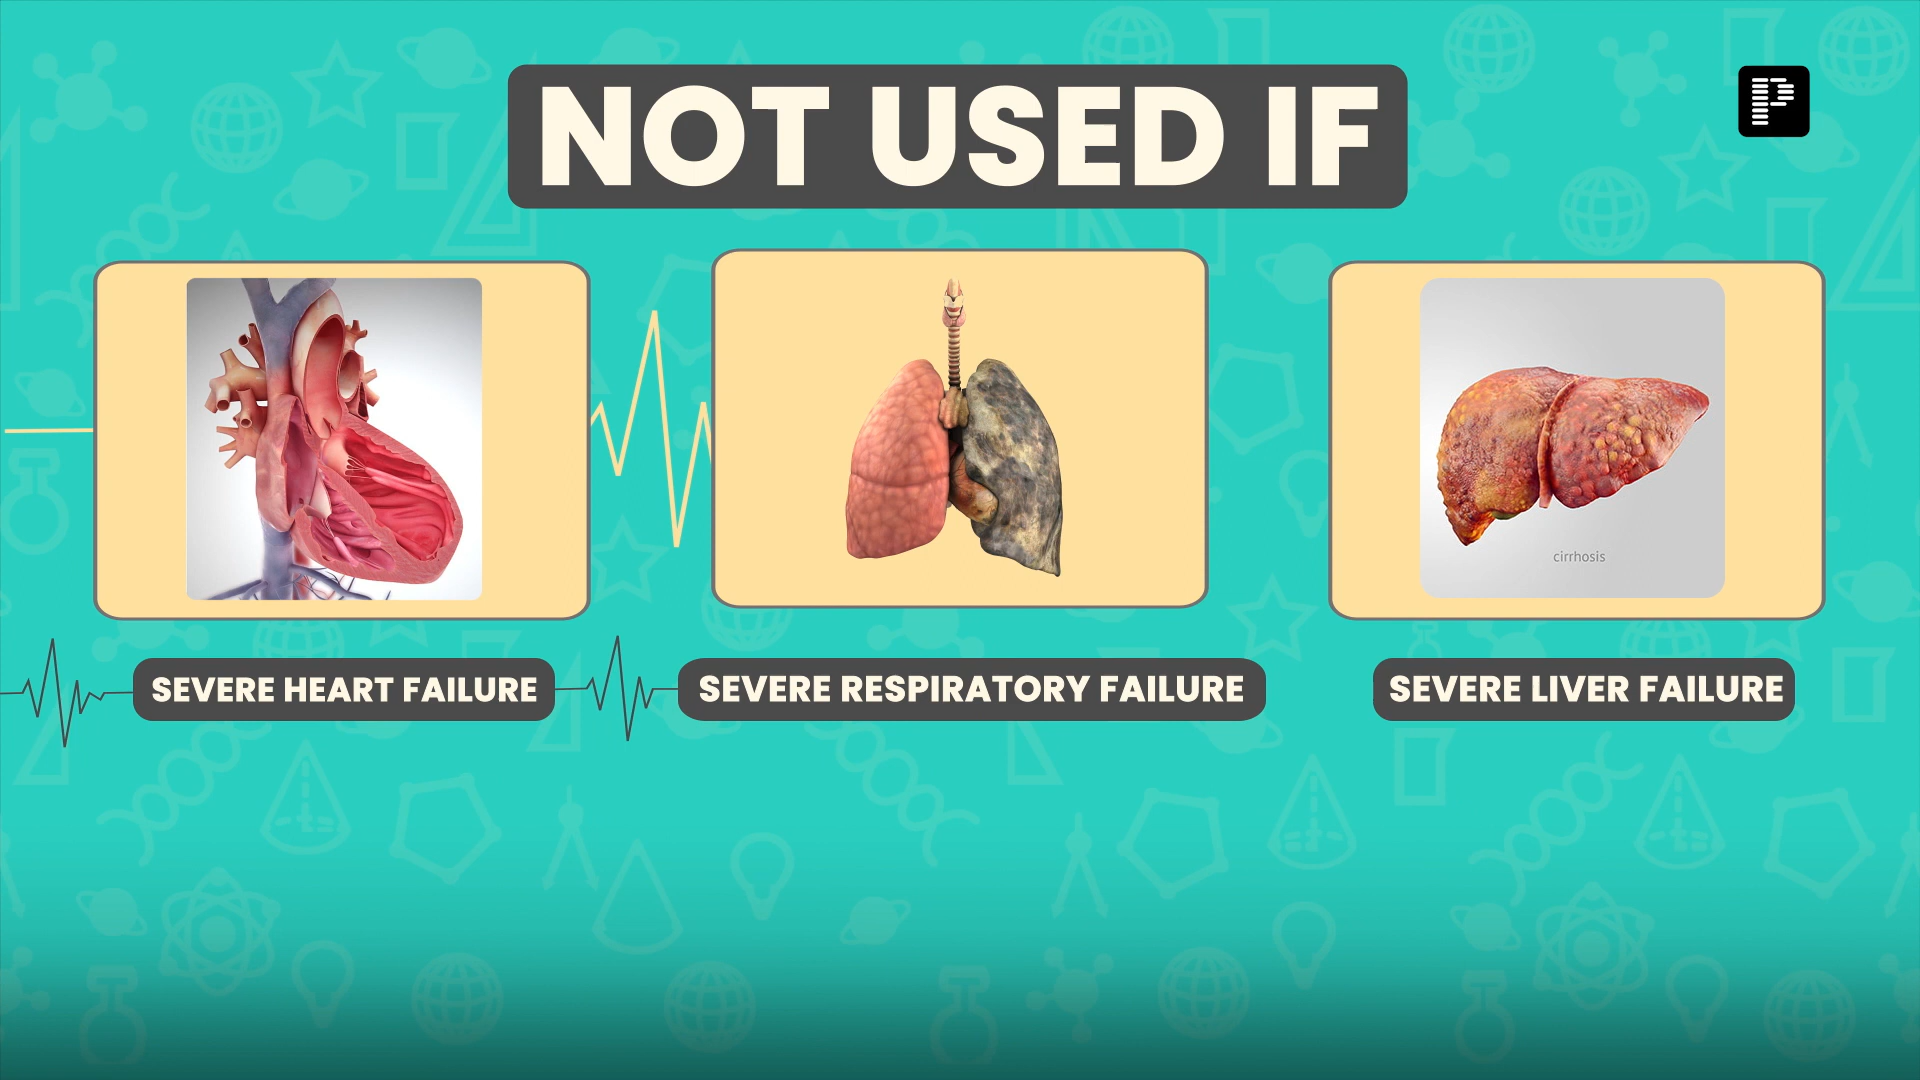 NOT USED IF
P
cirrhosis
SEVERE HEART FAILURE
SEVERE RESPIRATORY FAILURE
SEVERE LIVER FAILURE